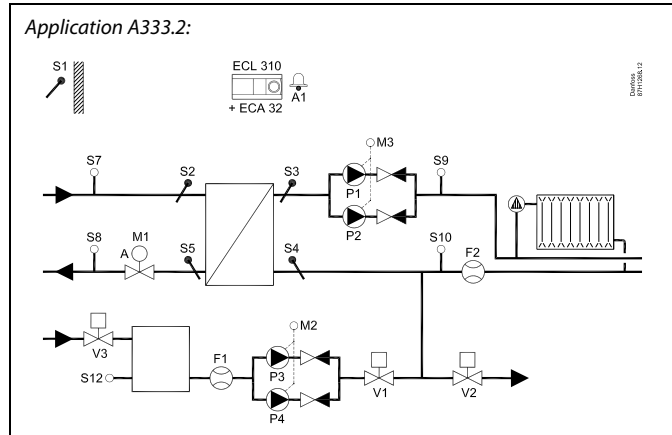 Application A333.2:
S1
ECL 310
A1
+ ECA 32
Danfoss
87H1268.12
M3
S7
S2
S3
P1
S9
P2
S8
A
M1
S5
S4
S10
F2
M2
V3
F1
P3
S12
P4
V1
V2